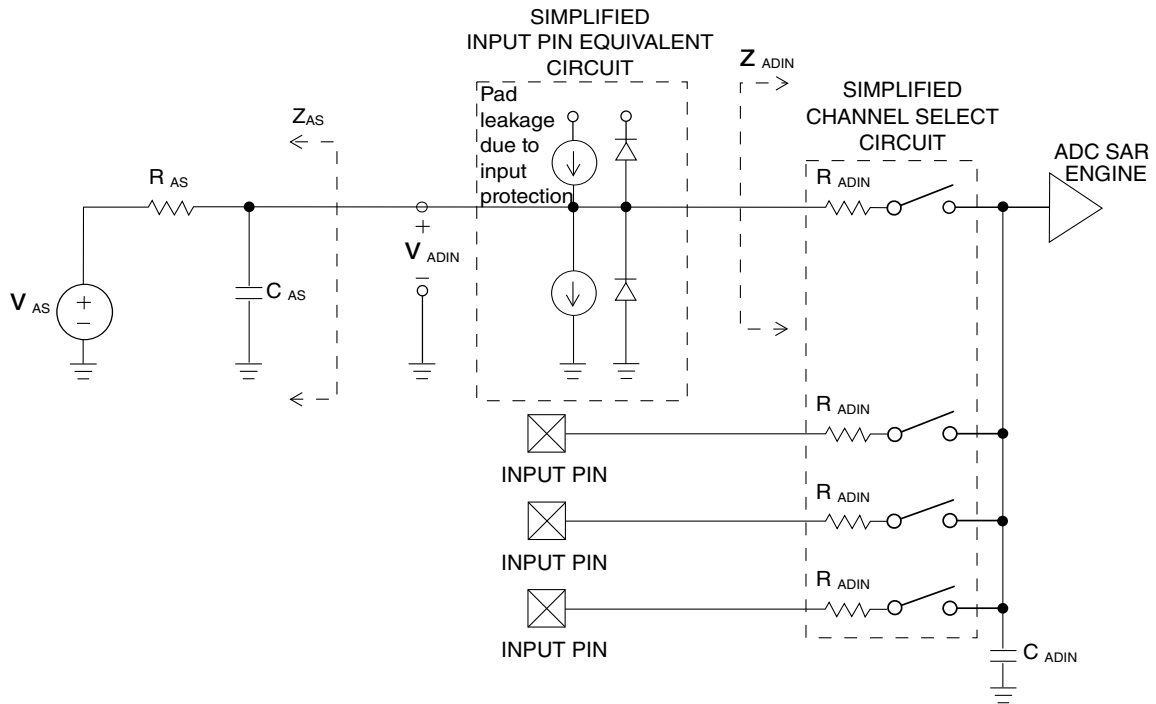 SIMPLIFIED
INPUT PIN EQUIVALENT
CIRCUIT
Pad
leakage
due to
input
protection
Z ADIN
SIMPLIFIED
CHANNEL SELECT
CIRCUIT
ADC SAR
ENGINE
ZAS
R AS
R ADIN
V ADIN
+
−
C AS
V AS
+
−
R ADIN
INPUT PIN
R ADIN
INPUT PIN
R ADIN
INPUT PIN
C ADIN